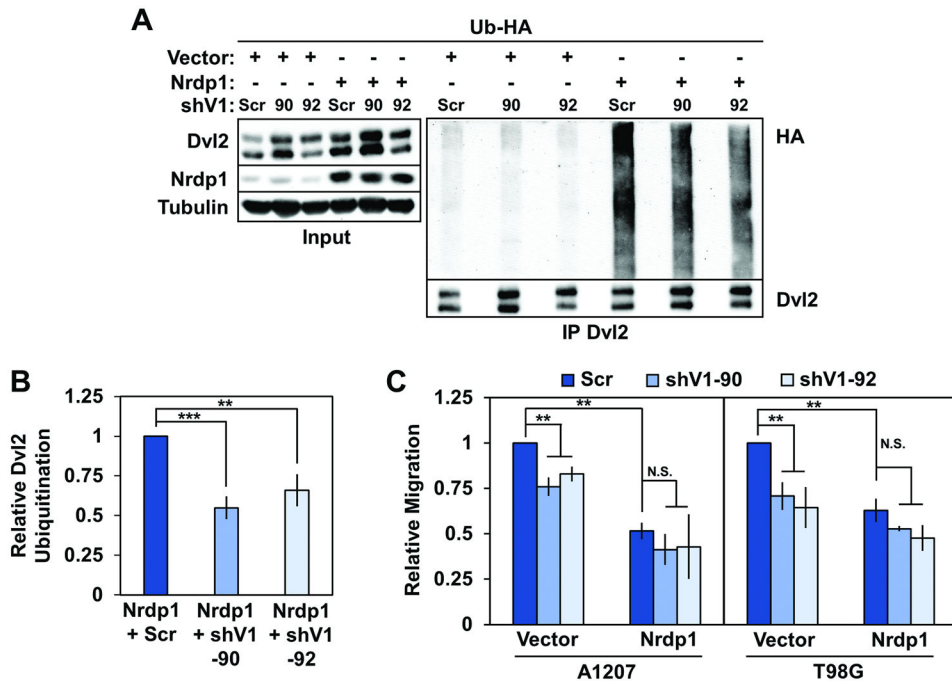 A
Ub-HA
Vector: + + + - - - + + + - - -
Nrdp1: - - - + + + - - - + + +
shV1: Scr 90 92 Scr 90 92 Scr 90 92 Scr 90 92
Dvl2
Nrdp1
Tubulin
Input
HA
Dvl2
IP Dvl2
B
Relative Dvl2
Ubiquitination
1.25
1
0.75
0.5
0.25
0
***
**
Nrdp1 + Scr
Nrdp1 + shV1 -90
Nrdp1 + shV1 -92
C
Scr shV1-90 shV1-92
Relative Migration
1.25
1
0.75
0.5
0.25
0
**
**
N.S.
**
**
N.S.
Vector Nrdp1 Vector Nrdp1
A1207 T98G